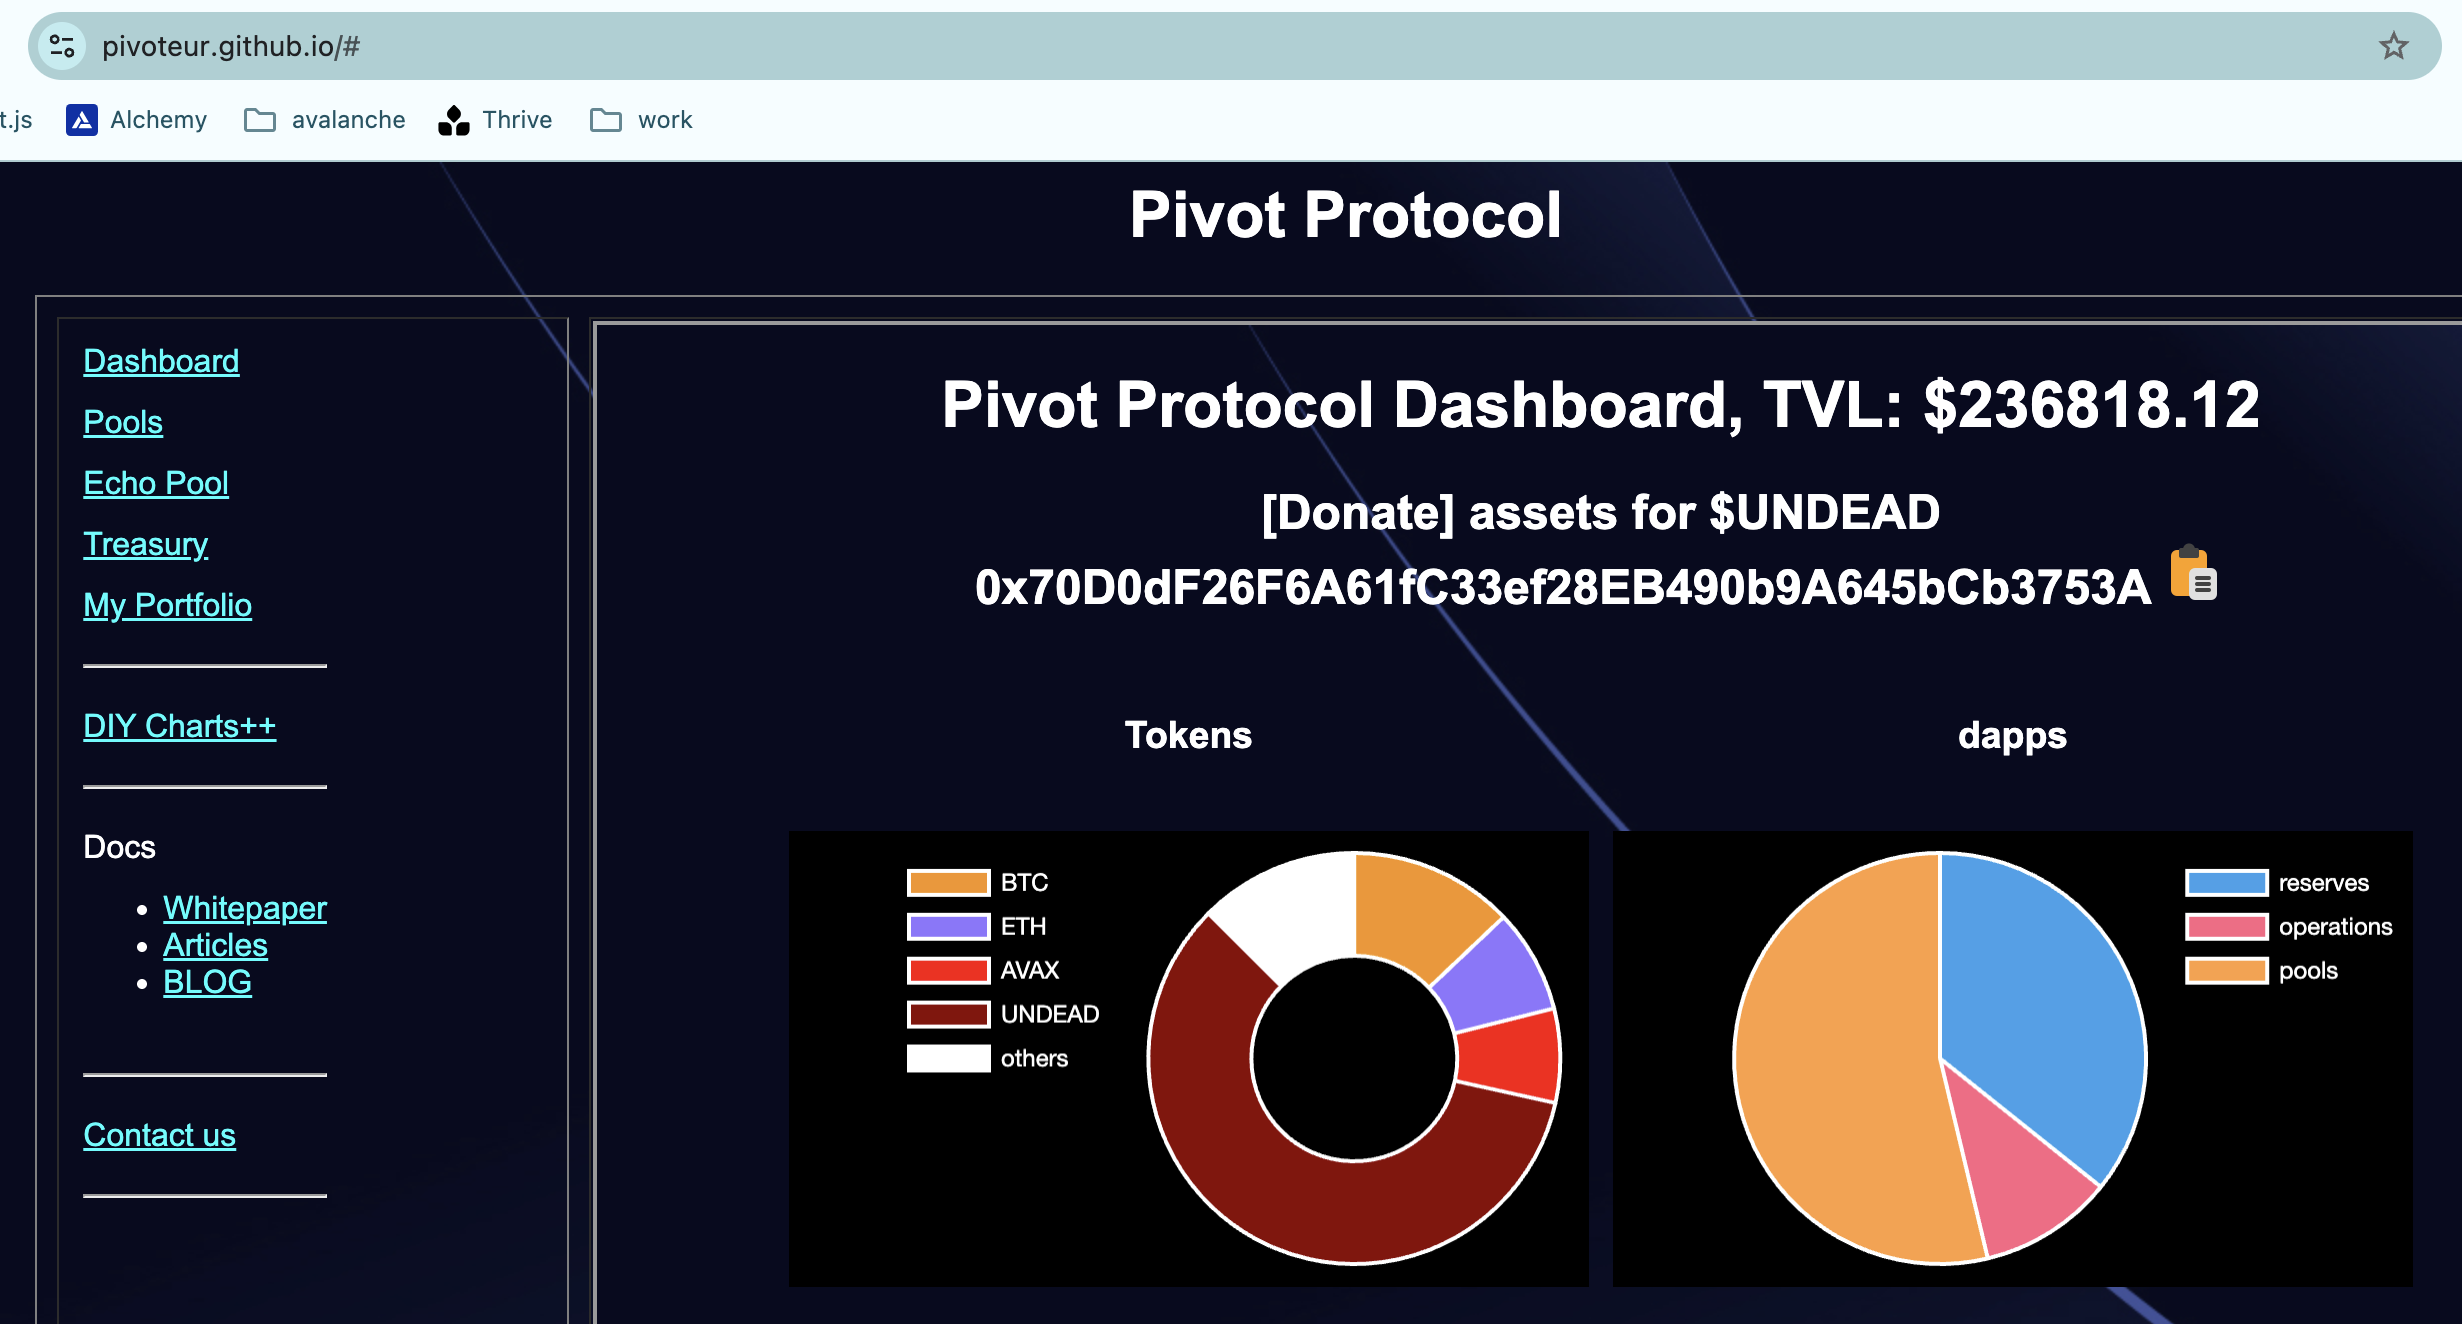 pivoteur.github.io/#
t.js Alchemy avalanche Thrive work
Pivot Protocol
Dashboard
Pools
Echo Pool
Treasury
My Portfolio
DIY Charts++
Docs
Whitepaper
Articles
BLOG
Contact us
Pivot Protocol Dashboard, TVL: $236818.12
[Donate] assets for $UNDEAD
0x70D0dF26F6A61fC33ef28EB490b9A645bCb3753A
Tokens
BTC
ETH
AVAX
UNDEAD
others
dapps
reserves
operations
pools